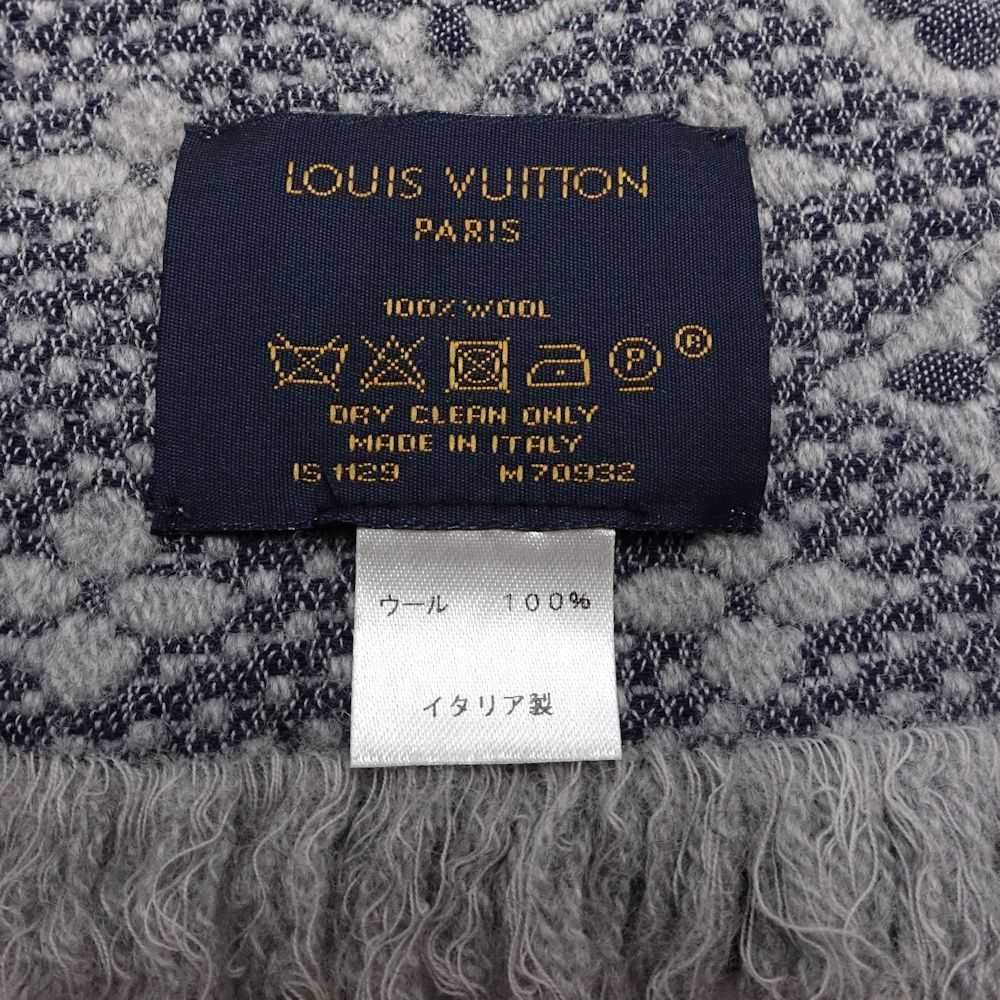 LOUIS VUITTON
PARIS
100% WOOL
P ®
DRY CLEAN ONLY
MADE IN ITALY
IS 1129 M 70932
ウール 100%
イタリア製